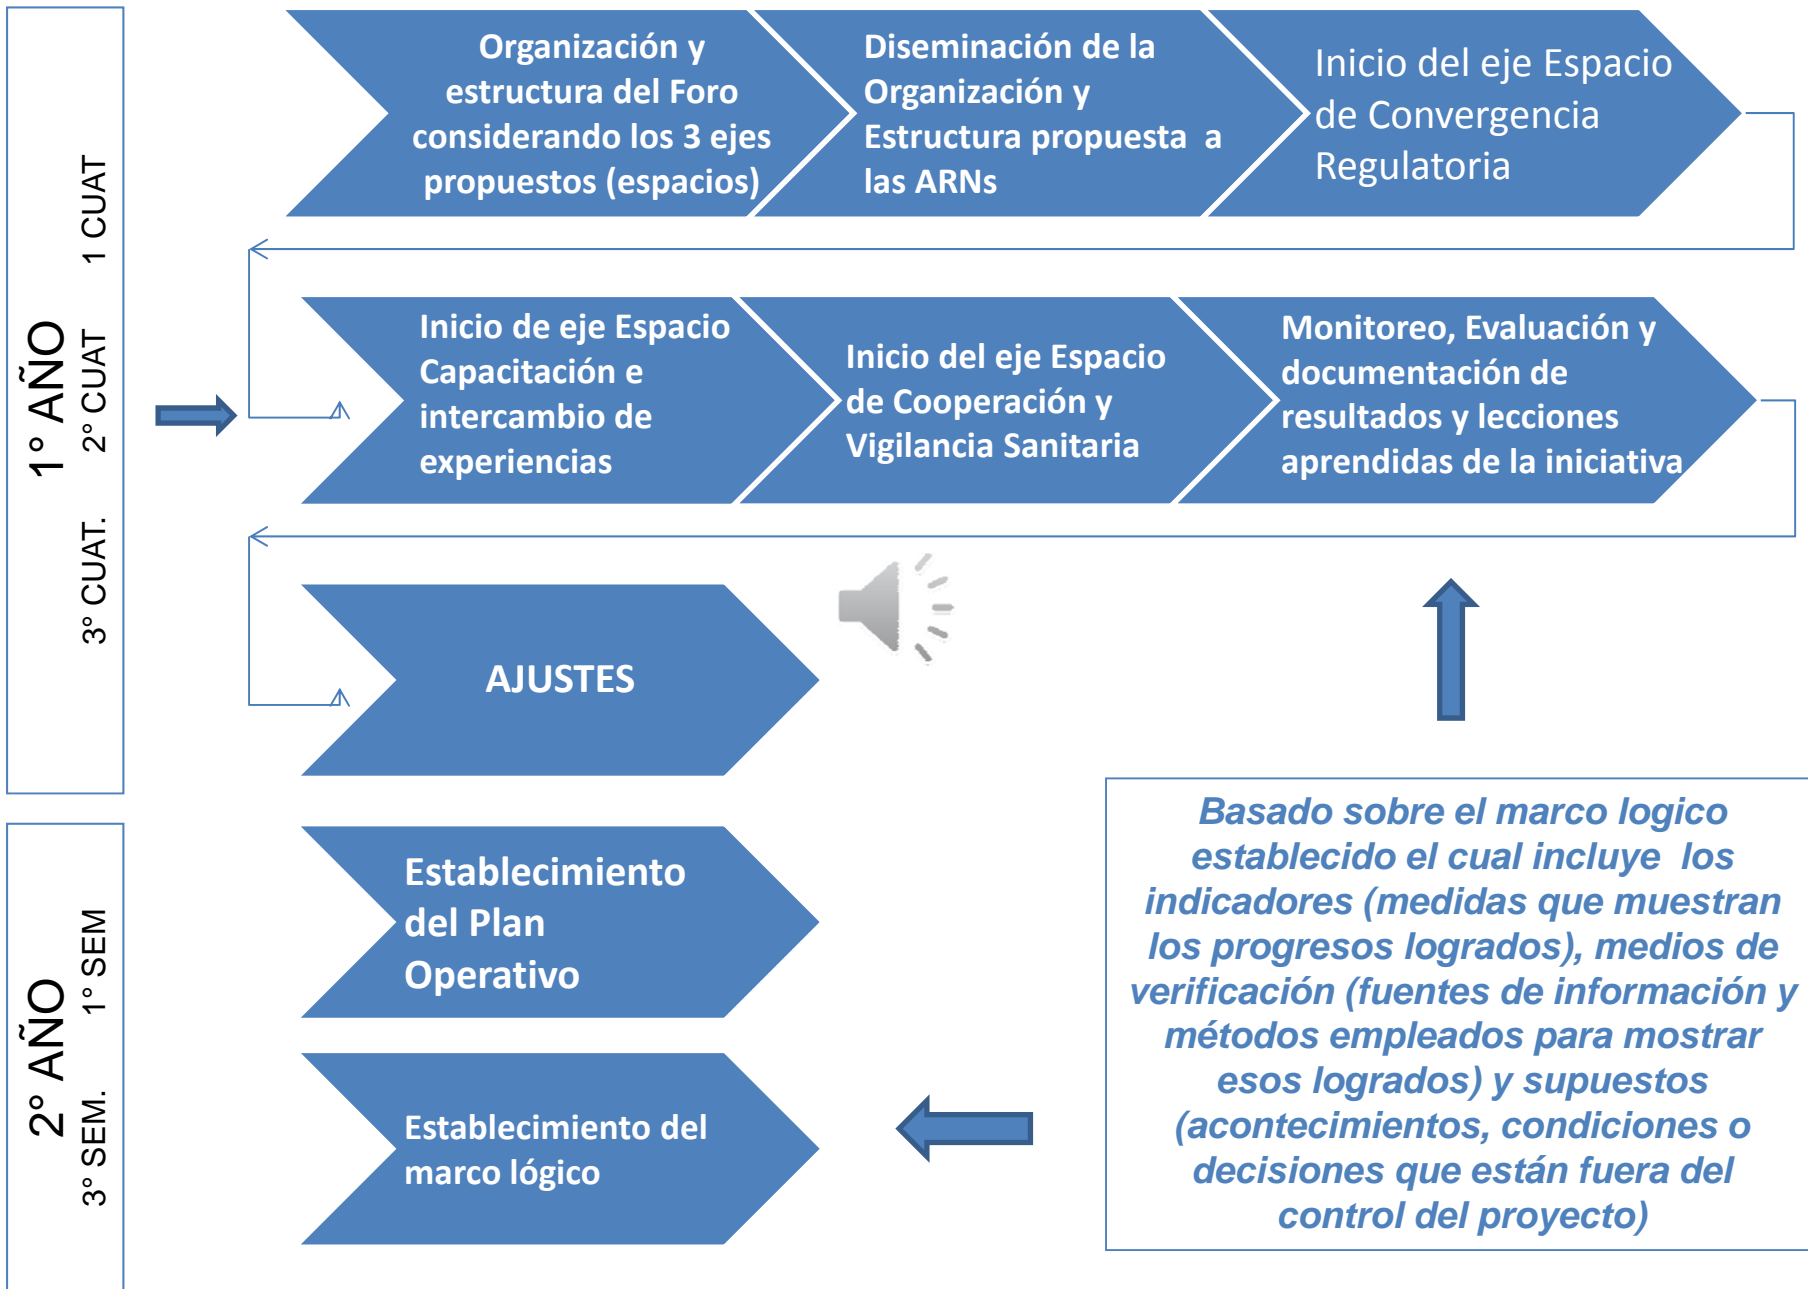 1° AÑO
1 CUAT
2° CUAT
3° CUAT.
Organización y
estructura del Foro
considerando los 3 ejes
propuestos (espacios)
Diseminación de la
Organización y
Estructura propuesta a
las ARNs
Inicio del eje Espacio
de Convergencia
Regulatoria
Inicio de eje Espacio
Capacitación e
intercambio de
experiencias
Inicio del eje Espacio
de Cooperación y
Vigilancia Sanitaria
Monitoreo, Evaluación y
documentación de
resultados y lecciones
aprendidas de la iniciativa
AJUSTES
2° AÑO
1° SEM
3° SEM.
Establecimiento
del Plan
Operativo
Establecimiento del
marco lógico
Basado sobre el marco logico
establecido el cual incluye los
indicadores (medidas que muestran
los progresos logrados), medios de
verificación (fuentes de información y
métodos empleados para mostrar
esos logrados) y supuestos
(acontecimientos, condiciones o
decisiones que están fuera del
control del proyecto)